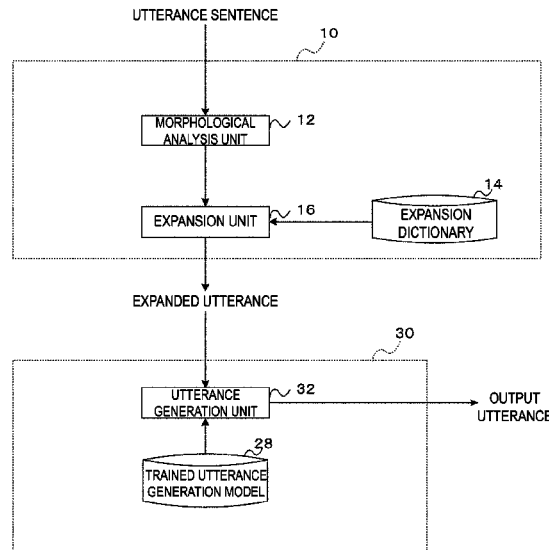 UTTERANCE SENTENCE
10
MORPHOLOGICAL
ANALYSIS UNIT
12
14
EXPANSION UNIT
16
EXPANSION
DICTIONARY
EXPANDED UTTERANCE
30
UTTERANCE
GENERATION UNIT
32
OUTPUT
UTTERANCE
28
TRAINED UTTERANCE
GENERATION MODEL